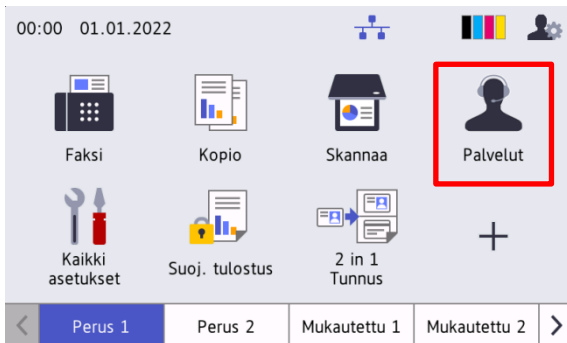 00:00 01.01.2022
Faksi
Kopio
Skannaa
Palvelut
Kaikki
asetukset
Suoj. tulostus
2 in 1
Tunnus
Perus 1
Perus 2
Mukautettu 1
Mukautettu 2